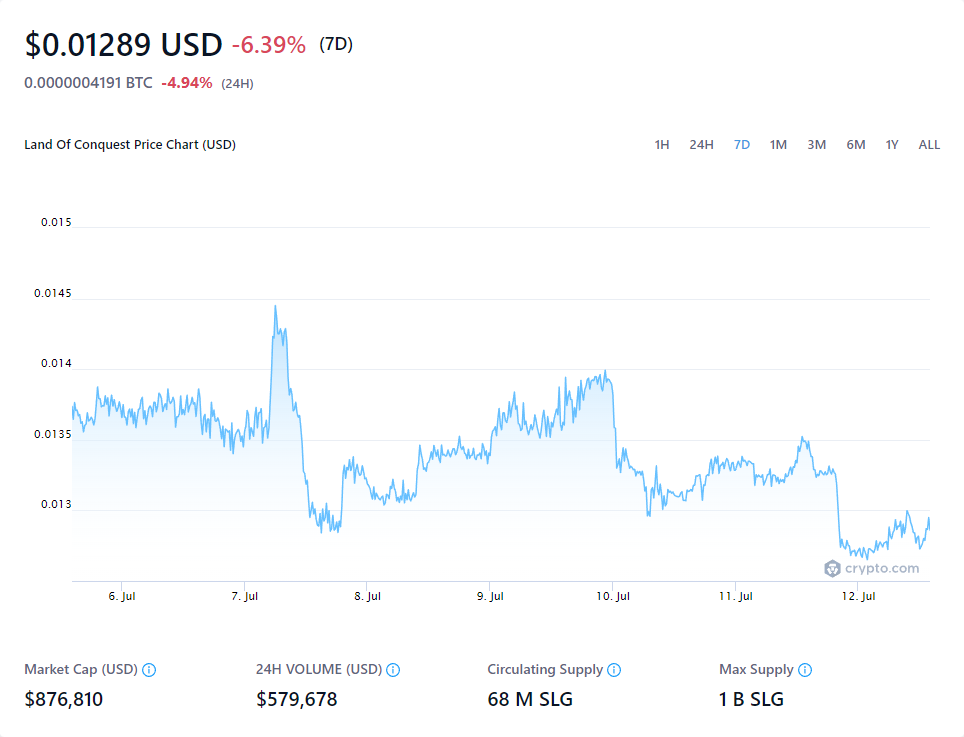 $0.01289 USD -6.39% (7D)
0.0000004191 BTC -4.94% (24H)
Land Of Conquest Price Chart (USD) 1H 24H 7D 1M 3M 6M 1Y ALL
0.015
0.0145
0.014
0.0135
0.013
crypto.com
6. Jul 7. Jul 8. Jul 9. Jul 10. Jul 11. Jul 12. Jul
Market Cap (USD) 24H VOLUME (USD) Circulating Supply Max Supply
$876,810 $579,678 68 M SLG 1 B SLG